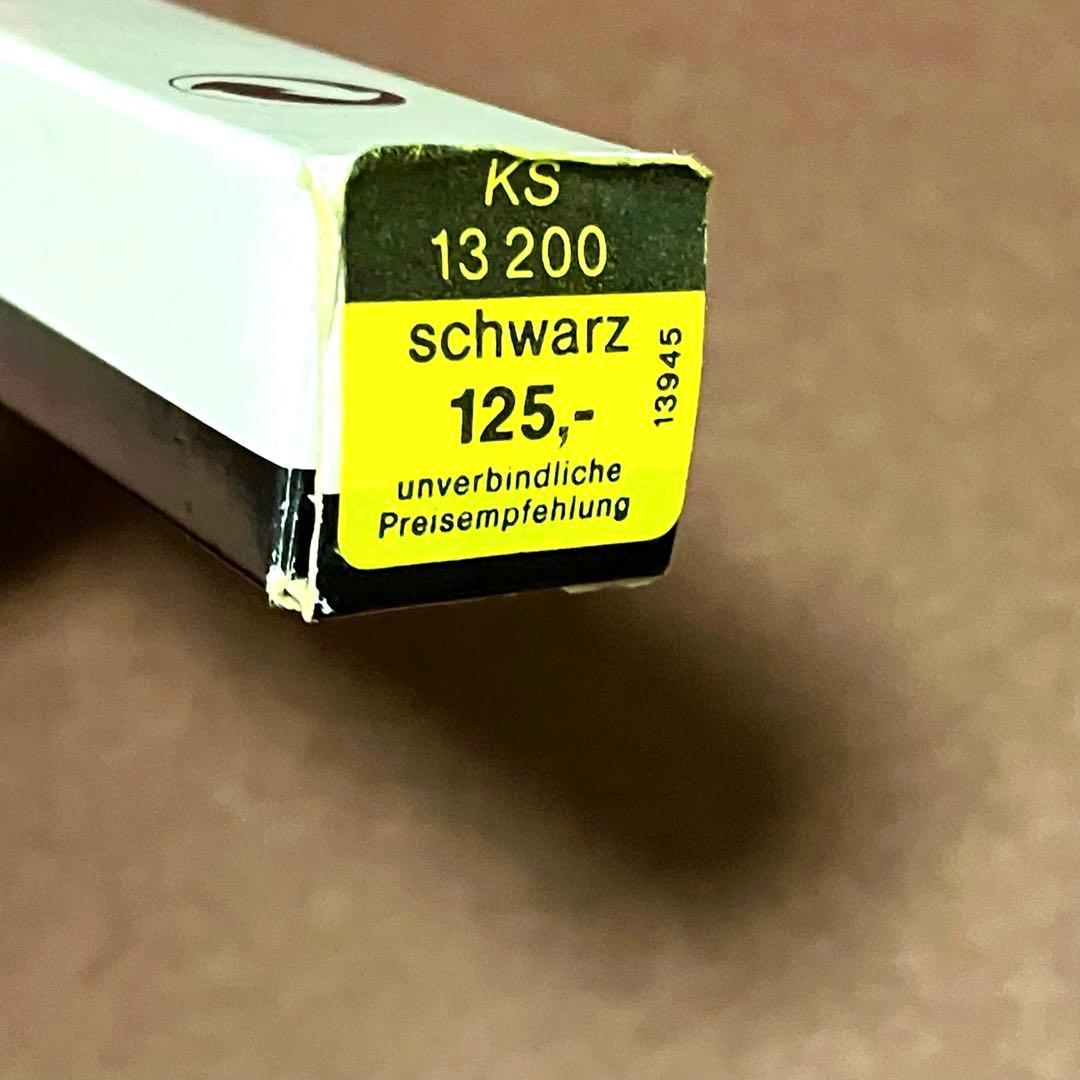 KS
13 200
schwarz
125,-
unverbindliche
Preisempfehlung
13945